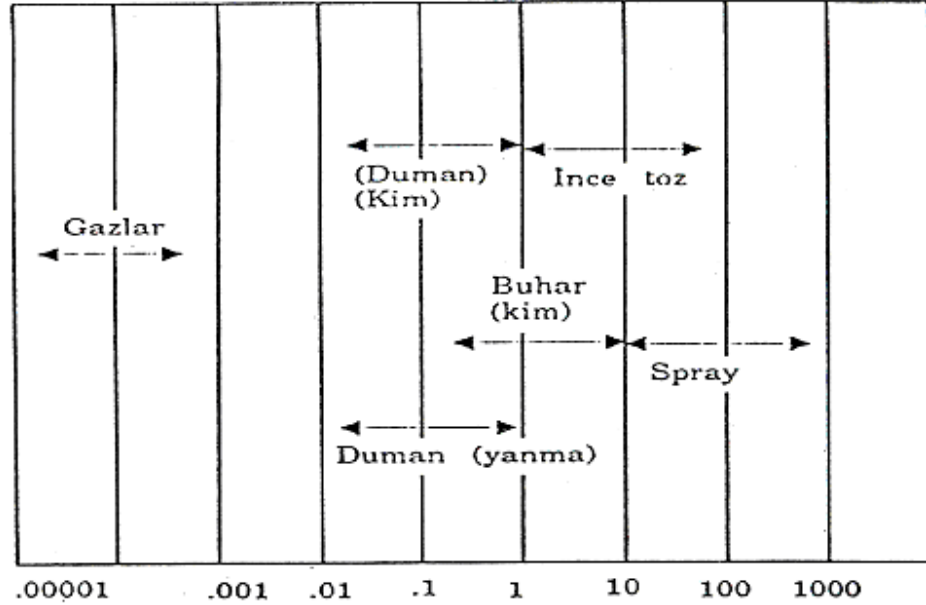 (Duman)
(Kim)
İnce toz
Gazlar
Buhar
(kim)
Spray
Duman (yanma)
.00001 .001 .01 .1 1 10 100 1000